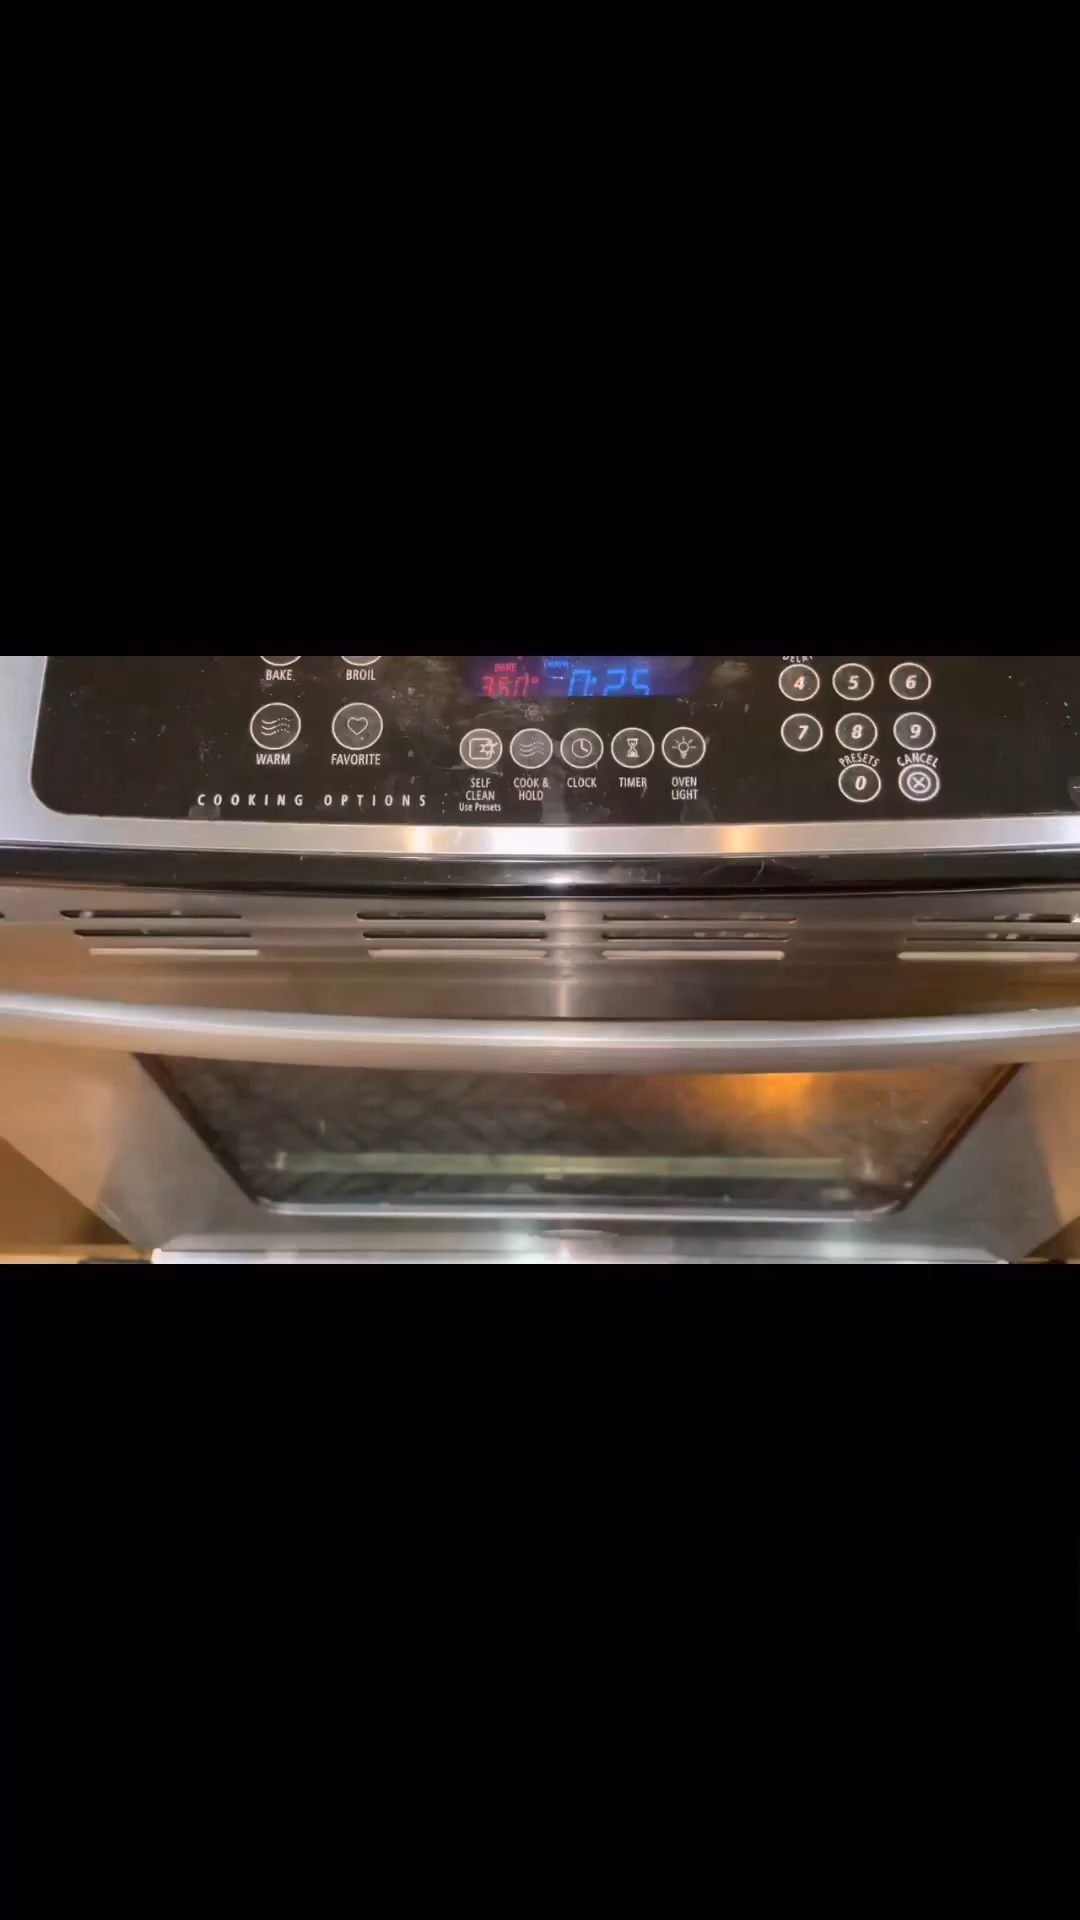 BAKE
BROIL
BAKE
350°
0:25
4 5 6
7 8 9
WARM
FAVORITE
SELF
CLEAN
Use Presets
COOK &
HOLD
CLOCK
TIMER
OVEN
LIGHT
PRESETS
CANCEL
0
COOKING OPTIONS